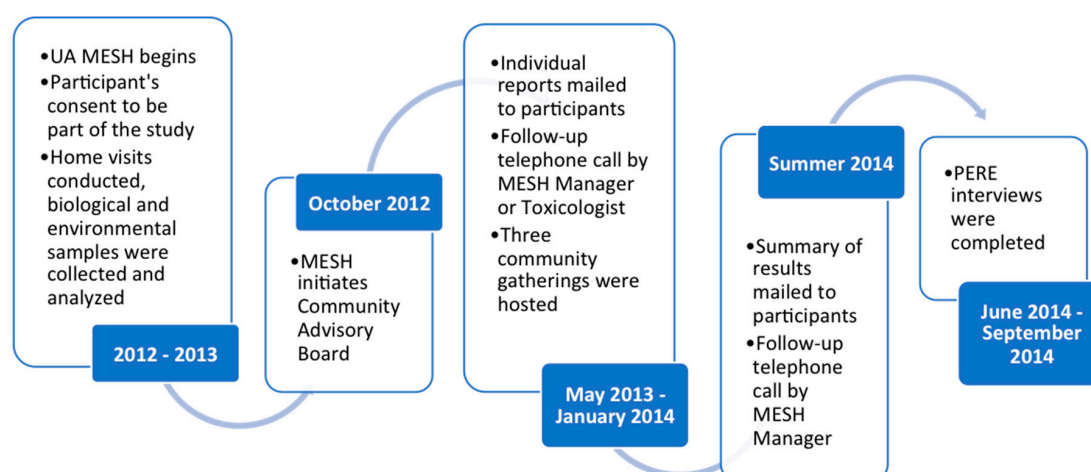 •UA MESH begins
•Participant's
consent to be
part of the study
•Home visits
conducted,
biological and
environmental
samples were
collected and
analyzed
2012 - 2013
October 2012
•MESH
initiates
Community
Advisory
Board
•Individual
reports mailed
to participants
•Follow-up
telephone call by
MESH Manager
or Toxicologist
•Three
community
gatherings were
hosted
May 2013 -
January 2014
Summer 2014
•Summary of
results
mailed to
participants
•Follow-up
telephone
call by
MESH
Manager
•PERE
interviews
were
completed
June 2014 -
September
2014